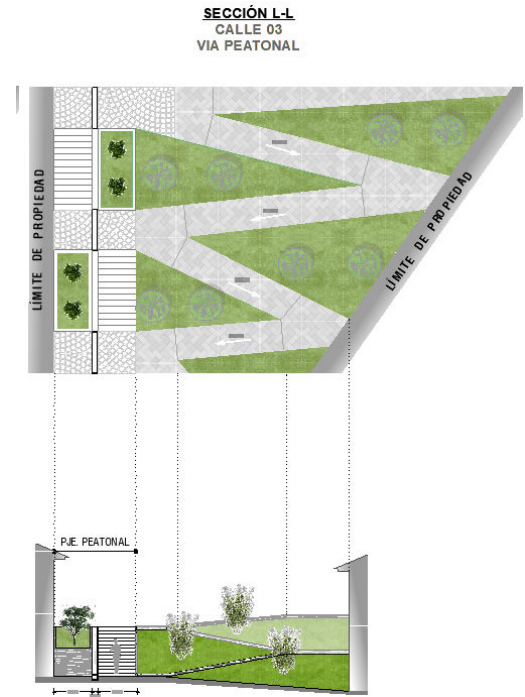 SECCIÓN L-L
CALLE 03
VIA PEATONAL
LÍMITE DE PROPIEDAD
LÍMITE DE PROPIEDAD
PJE. PEATONAL